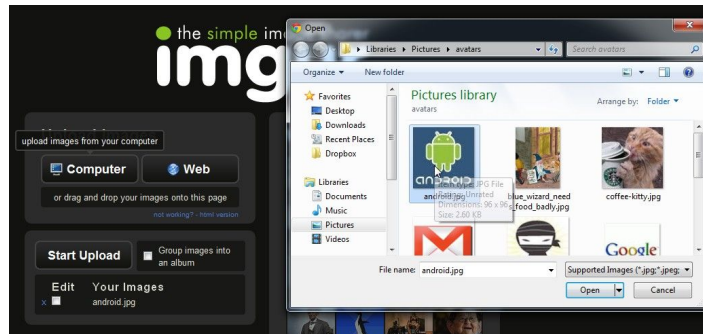 the simple im
img
upload images from your computer
Computer
Web
or drag and drop your images onto this page
not working? - html version
Start Upload
Group images into
an album
Edit
Your Images
x
android.jpg
Open
Libraries
Pictures
avatars
Search avatars
Organize
New folder
Favorites
Desktop
Downloads
Recent Places
Dropbox
Libraries
Documents
Music
Pictures
Videos
Pictures library
avatars
Arrange by: Folder
android
android.jpg
Item type: JPG File
Rating: Unrated
Dimensions: 96 x 96
Size: 2.60 KB
blue_wizard_need
s_food_badly.jpg
coffee-kitty.jpg
Google
File name: android.jpg
Supported Images (*.jpg;*.jpeg;
Open
Cancel